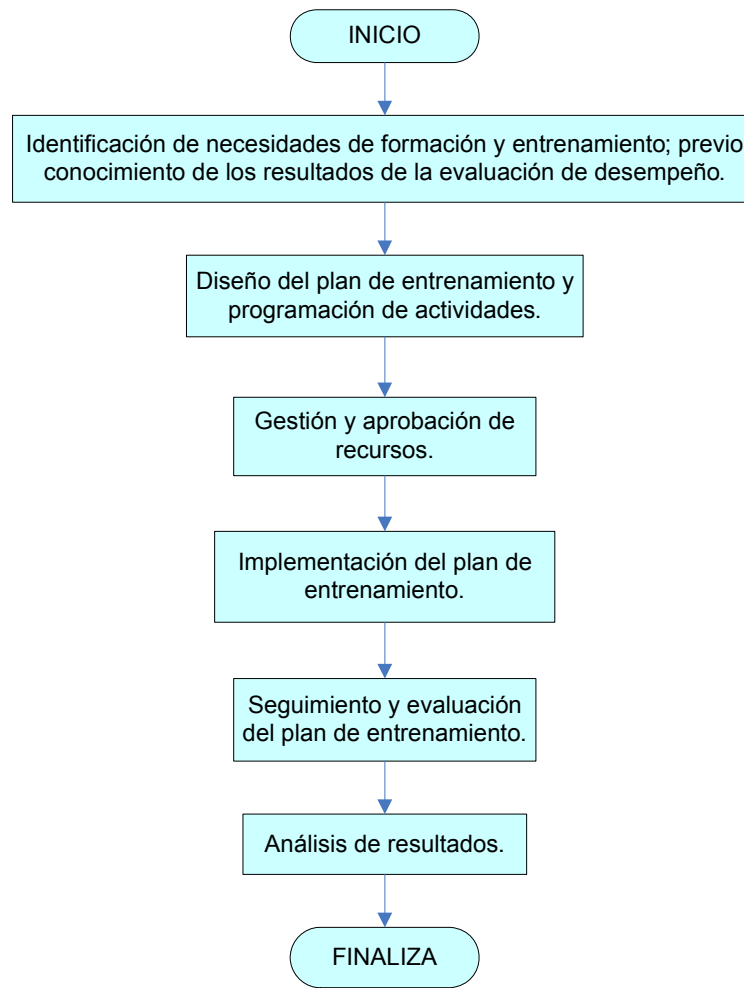 INICIO
Identificación de necesidades de formación y entrenamiento; previo
conocimiento de los resultados de la evaluación de desempeño.
Diseño del plan de entrenamiento y
programación de actividades.
Gestión y aprobación de
recursos.
Implementación del plan de
entrenamiento.
Seguimiento y evaluación
del plan de entrenamiento.
Análisis de resultados.
FINALIZA